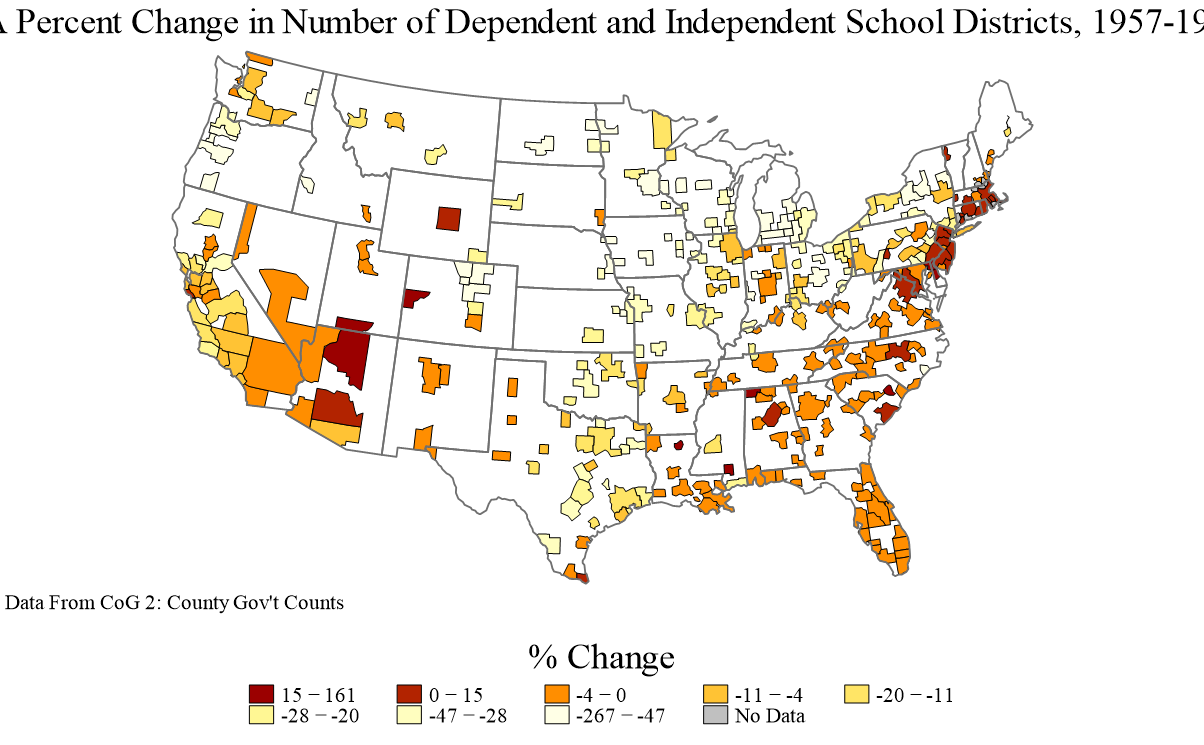 Percent Change in Number of Dependent and Independent School Districts, 1957-19
Data From CoG 2: County Gov't Counts
% Change
15 − 161 0 − 15 -4 − 0 -11 − -4 -20 − -11
-28 − -20 -47 − -28 -267 − -47 No Data